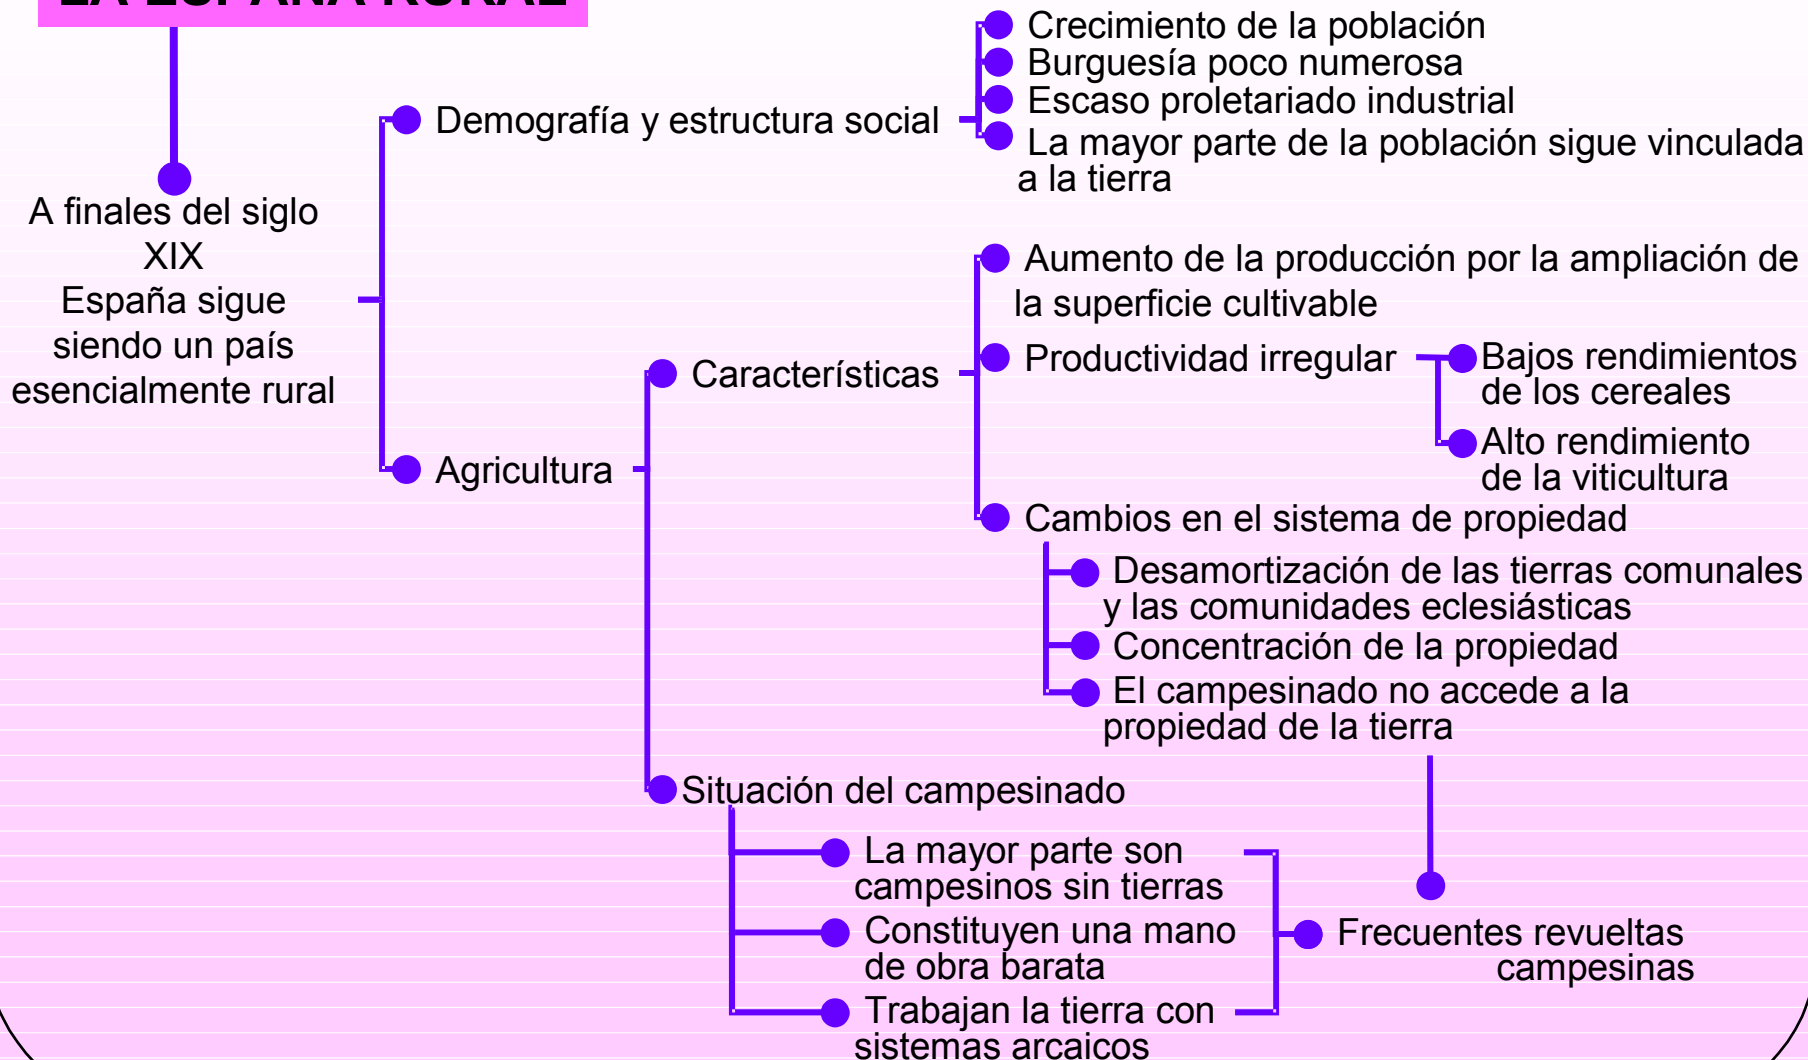 LA ESPAÑA RURAL
A finales del siglo
XIX
España sigue
siendo un país
esencialmente rural
Demografía y estructura social
Crecimiento de la población
Burguesía poco numerosa
Escaso proletariado industrial
La mayor parte de la población sigue vinculada
a la tierra
Agricultura
Características
Aumento de la producción por la ampliación de
la superficie cultivable
Productividad irregular
Bajos rendimientos
de los cereales
Alto rendimiento
de la viticultura
Cambios en el sistema de propiedad
Desamortización de las tierras comunales
y las comunidades eclesiásticas
Concentración de la propiedad
El campesinado no accede a la
propiedad de la tierra
Situación del campesinado
La mayor parte son
campesinos sin tierras
Constituyen una mano
de obra barata
Trabajan la tierra con
sistemas arcaicos
Frecuentes revueltas
campesinas